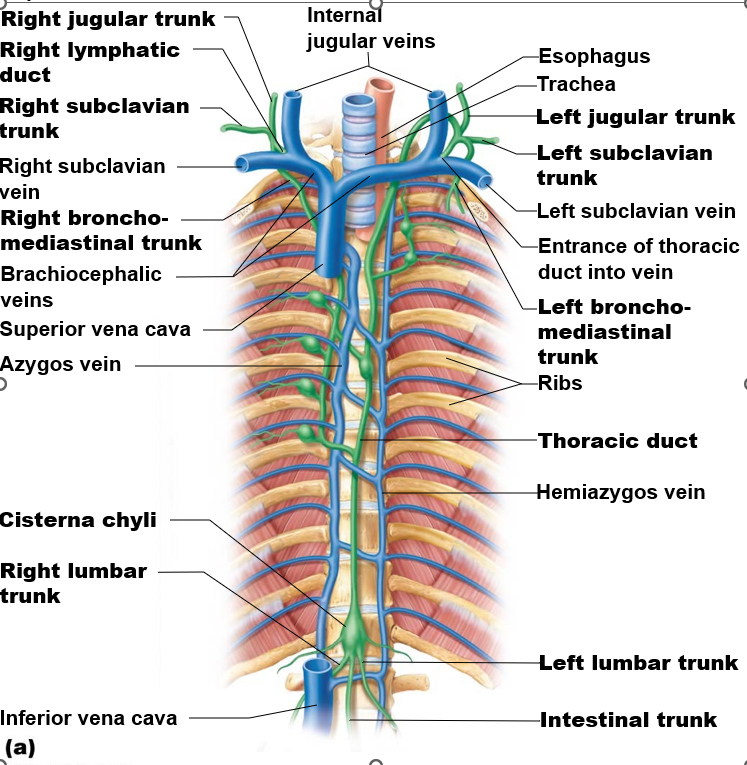 Right jugular trunk
Right lymphatic
duct
Right subclavian
trunk
Right subclavian
vein
Right broncho-
mediastinal trunk
Brachiocephalic
veins
Superior vena cava
Azygos vein
Cisterna chyli
Right lumbar
trunk
Inferior vena cava
(a)
Internal
jugular veins
Esophagus
Trachea
Left jugular trunk
Left subclavian
trunk
Left subclavian vein
Entrance of thoracic
duct into vein
Left broncho-
mediastinal
trunk
Ribs
Thoracic duct
Hemiazygos vein
Left lumbar trunk
Intestinal trunk